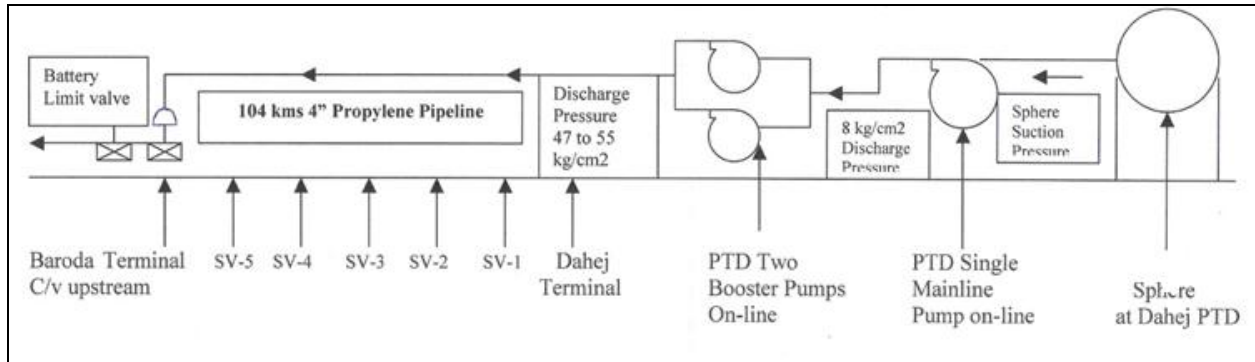 Battery
Limit valve
104 kms 4” Propylene Pipeline
Discharge
Pressure
47 to 55
kg/cm2
8 kg/cm2
Discharge
Pressure
Sphere
Suction
Pressure
Baroda Terminal
C/v upstream
SV-5
SV-4
SV-3
SV-2
SV-1
Dahej
Terminal
PTD Two
Booster Pumps
On-line
PTD Single
Mainline
Pump on-line
Sphere
at Dahej PTD